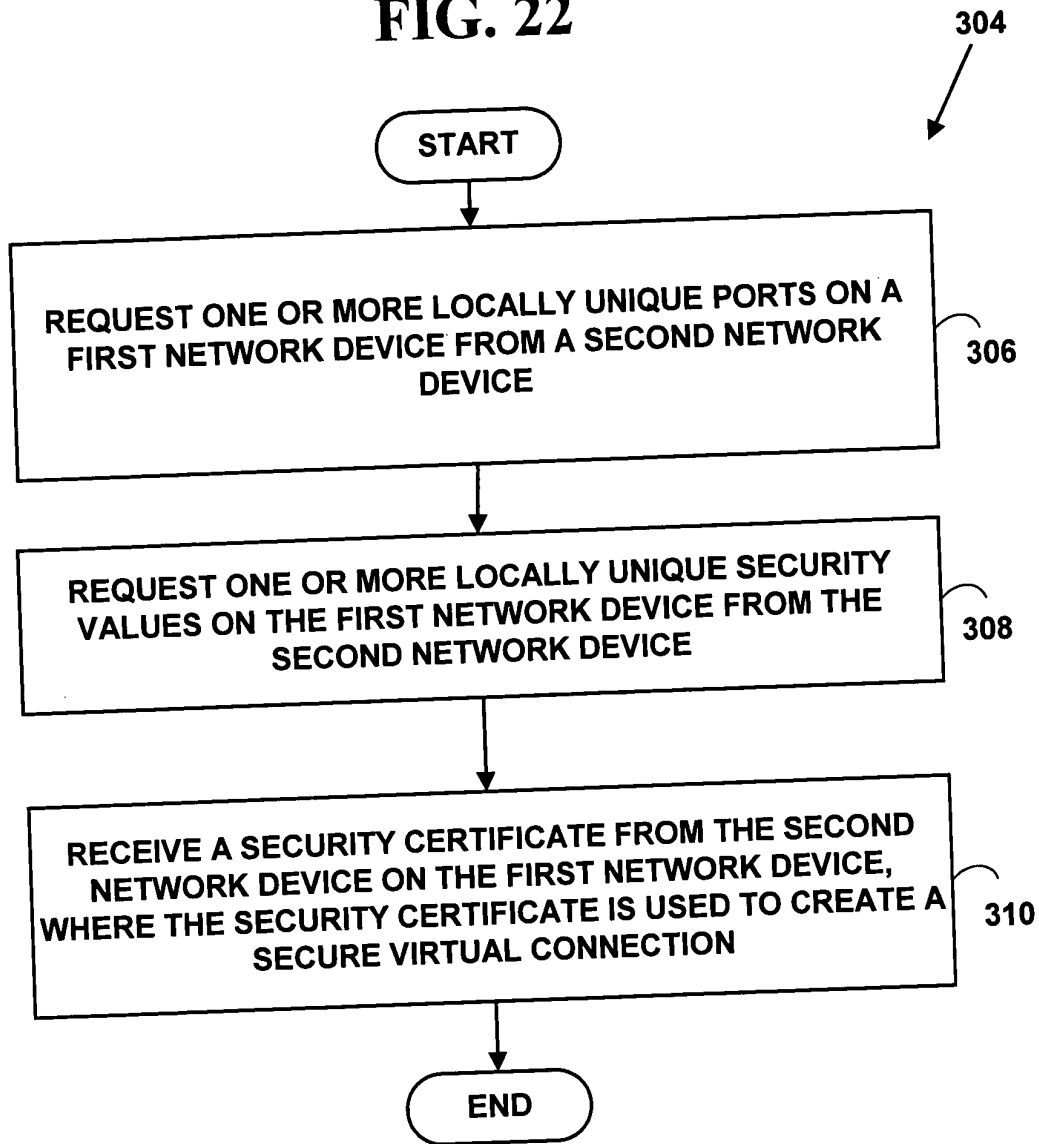 FIG. 22
304
START
REQUEST ONE OR MORE LOCALLY UNIQUE PORTS ON A
FIRST NETWORK DEVICE FROM A SECOND NETWORK
DEVICE
306
REQUEST ONE OR MORE LOCALLY UNIQUE SECURITY
VALUES ON THE FIRST NETWORK DEVICE FROM THE
SECOND NETWORK DEVICE
308
RECEIVE A SECURITY CERTIFICATE FROM THE SECOND
NETWORK DEVICE ON THE FIRST NETWORK DEVICE,
WHERE THE SECURITY CERTIFICATE IS USED TO CREATE A
SECURE VIRTUAL CONNECTION
310
END